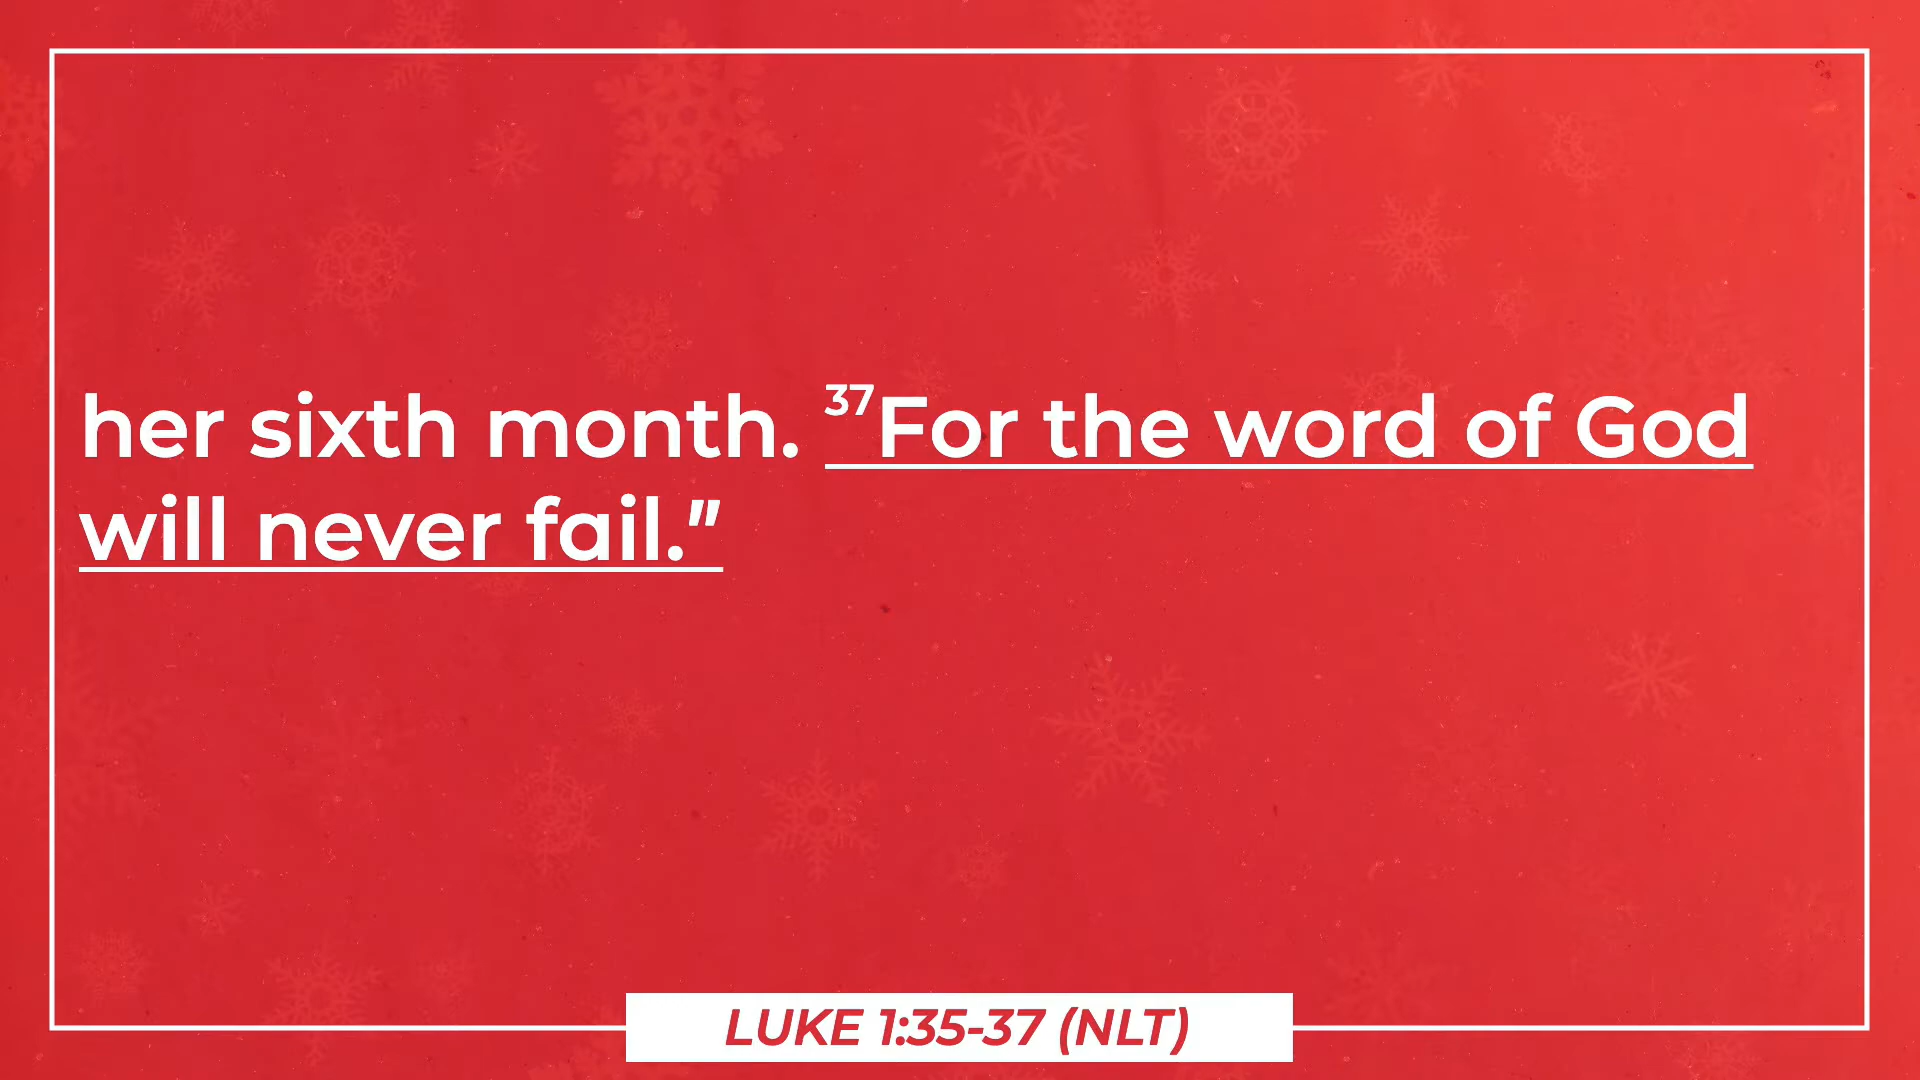 her sixth month. ³⁷For the word of God
will never fail."
LUKE 1:35-37 (NLT)